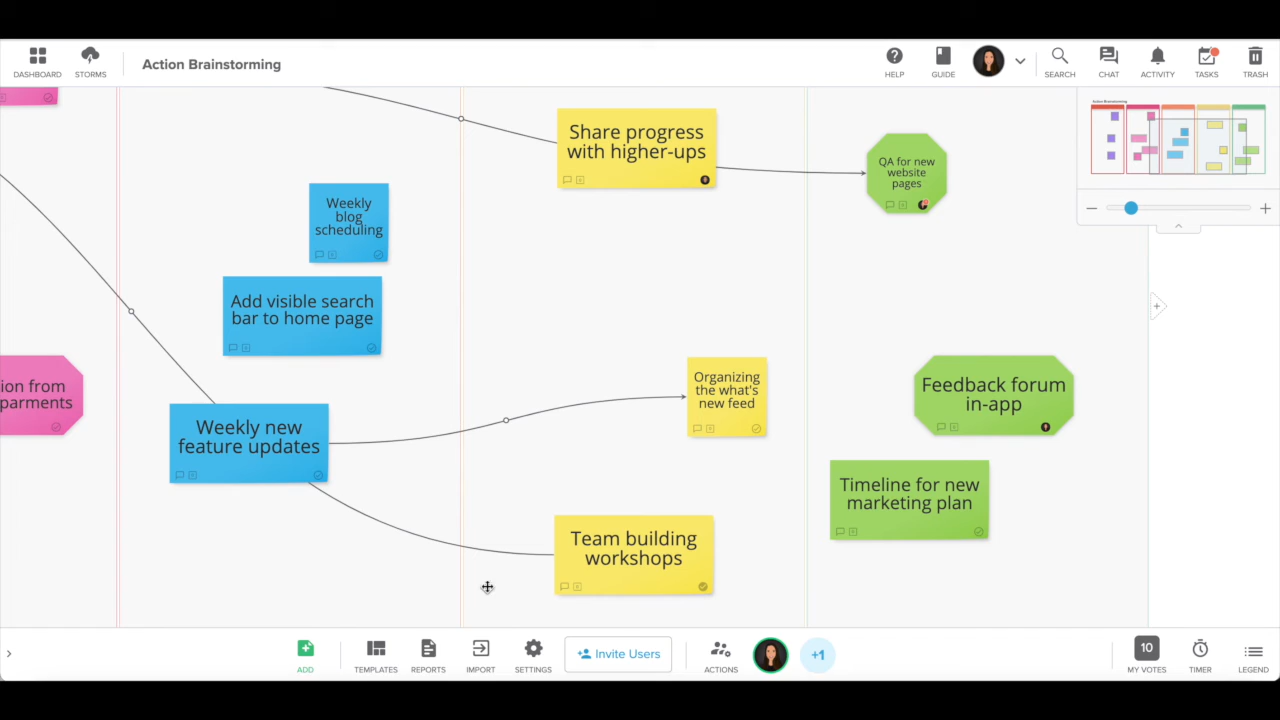 DASHBOARD
STORMS
Action Brainstorming
HELP
GUIDE
SEARCH
CHAT
ACTIVITY
TASKS
TRASH
Action Brainstorming
Share progress
with higher-ups
QA for new
website
pages
Weekly
blog
scheduling
Add visible search
bar to home page
ion from
parments
Organizing
the what's
new feed
Feedback forum
in-app
Weekly new
feature updates
Timeline for new
marketing plan
Team building
workshops
ADD
TEMPLATES
REPORTS
IMPORT
SETTINGS
Invite Users
ACTIONS
+1
10
MY VOTES
TIMER
LEGEND